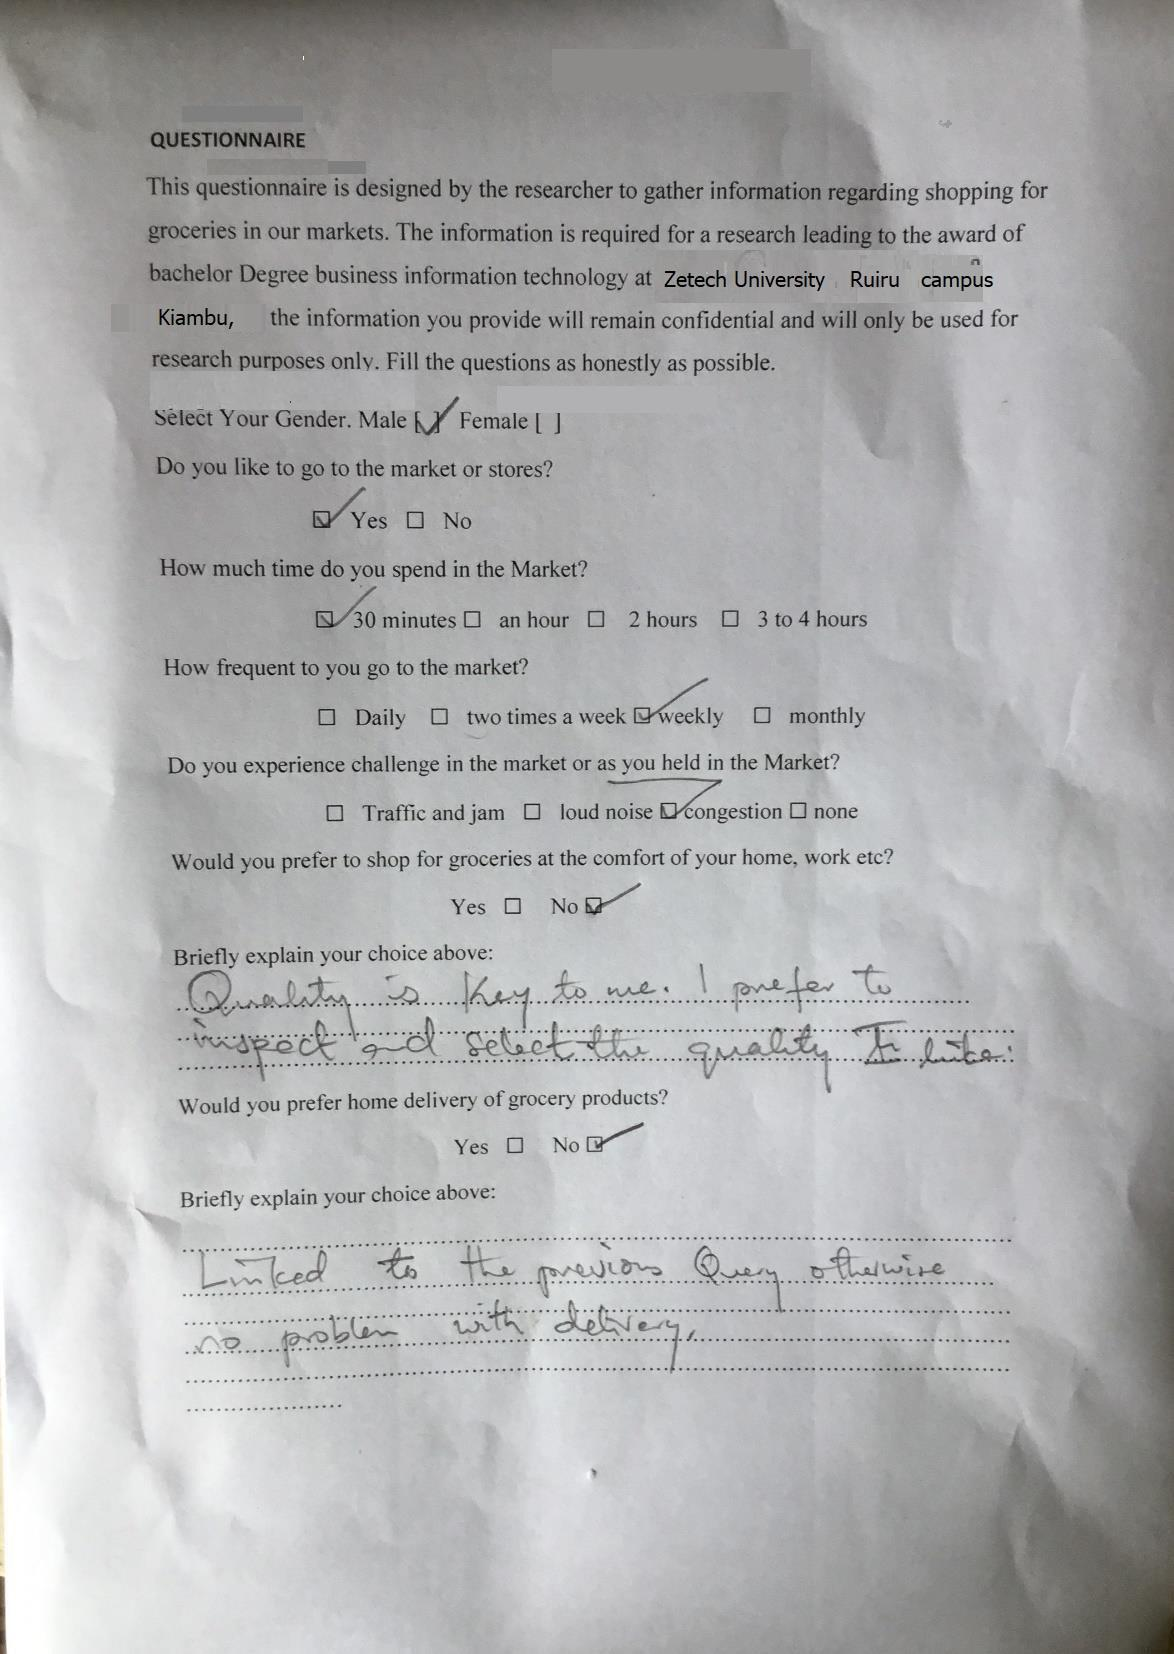 QUESTIONNAIRE
This questionnaire is designed by the researcher to gather information regarding shopping for
groceries in our markets. The information is required for a research leading to the award of
bachelor Degree business information technology at Zetech University Ruiru campus
Kiambu, the information you provide will remain confidential and will only be used for
research purposes only. Fill the questions as honestly as possible.
Select Your Gender. Male [✓] Female [ ]
Do you like to go to the market or stores?
☑ Yes ☐ No
How much time do you spend in the Market?
☑ 30 minutes ☐ an hour ☐ 2 hours ☐ 3 to 4 hours
How frequent to you go to the market?
☐ Daily ☐ two times a week ☑ weekly ☐ monthly
Do you experience challenge in the market or as you held in the Market?
☐ Traffic and jam ☐ loud noise ☑ congestion ☐ none
Would you prefer to shop for groceries at the comfort of your home, work etc?
Yes ☐ No ☑
Briefly explain your choice above:
Quality is key to me. I prefer to
inspect and select the quality I like.
Would you prefer home delivery of grocery products?
Yes ☐ No ☑
Briefly explain your choice above:
Linked to the previous Query otherwise
no problem with delivery,